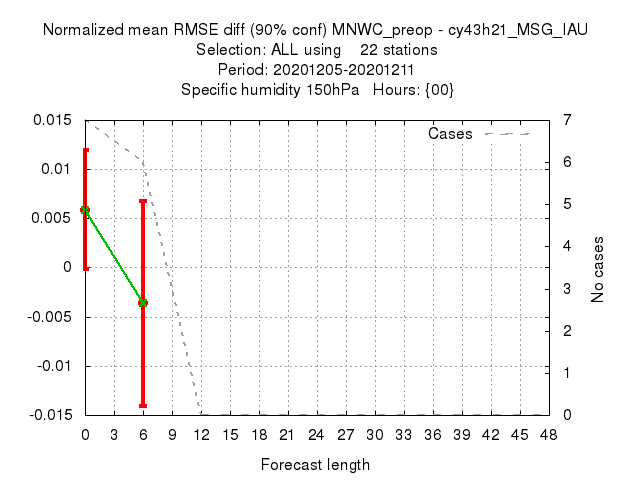 Normalized mean RMSE diff (90% conf) MNWC_preop - cy43h21_MSG_IAU
Selection: ALL using    22 stations
Period: 20201205-20201211
Specific humidity 150hPa   Hours: {00}
Cases
0.015
0.01
0.005
0
-0.005
-0.01
-0.015
7
6
5
4
3
2
1
0
No cases
0 3 6 9 12 15 18 21 24 27 30 33 36 39 42 45 48
Forecast length